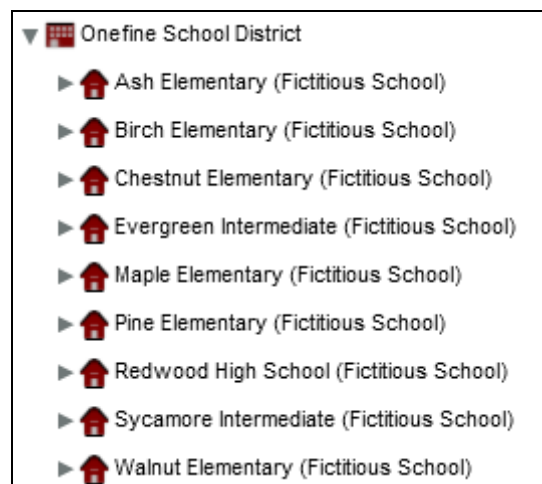 Onefine School District
Ash Elementary (Fictitious School)
Birch Elementary (Fictitious School)
Chestnut Elementary (Fictitious School)
Evergreen Intermediate (Fictitious School)
Maple Elementary (Fictitious School)
Pine Elementary (Fictitious School)
Redwood High School (Fictitious School)
Sycamore Intermediate (Fictitious School)
Walnut Elementary (Fictitious School)